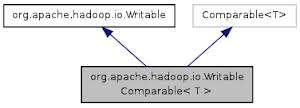 org.apache.hadoop.io.Writable
Comparable<T>
org.apache.hadoop.io.Writable
Comparable< T >